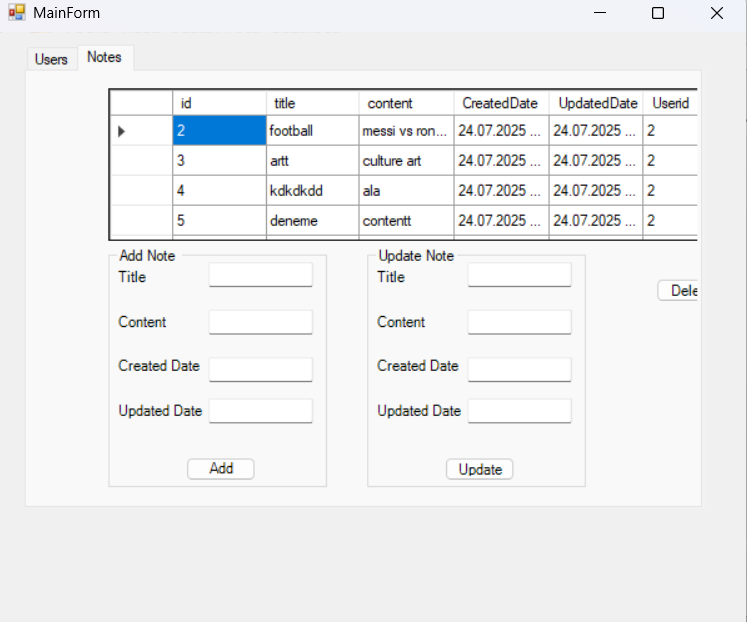 MainForm
Users Notes
id title content CreatedDate UpdatedDate Userid
2 football messi vs ron... 24.07.2025 ... 24.07.2025 ... 2
3 artt culture art 24.07.2025 ... 24.07.2025 ... 2
4 kdkdkdd ala 24.07.2025 ... 24.07.2025 ... 2
5 deneme contentt 24.07.2025 ... 24.07.2025 ... 2
Add Note Update Note
Title Title
Dele
Content Content
Created Date Created Date
Updated Date Updated Date
Add Update